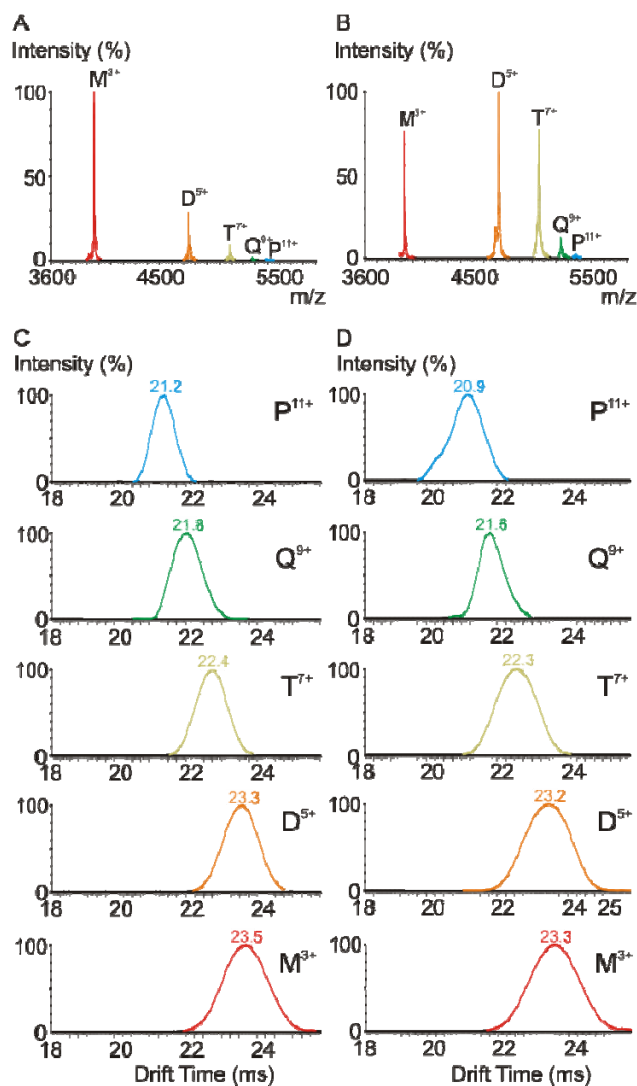 A
Intensity (%)
M³⁺
D⁵⁺
T⁷⁺
Q⁹⁺
P¹¹⁺
100
50
0
3600
4500
5500
m/z
B
Intensity (%)
M³⁺
D⁵⁺
T⁷⁺
Q⁹⁺
P¹¹⁺
100
50
0
3600
4500
5500
m/z
C
Intensity (%)
21.2
100
P¹¹⁺
0
18 20 22 24
21.8
100
Q⁹⁺
0
18 20 22 24
22.4
100
T⁷⁺
0
18 20 22 24
23.3
100
D⁵⁺
0
18 20 22 24
23.5
100
M³⁺
0
18 20 22 24
Drift Time (ms)
D
Intensity (%)
20.9
100
P¹¹⁺
0
18 20 22 24
21.6
100
Q⁹⁺
0
18 20 22 24
22.3
100
T⁷⁺
0
18 20 22 24
23.2
100
D⁵⁺
0
18 20 22 24 25
23.3
100
M³⁺
0
18 20 22 24
Drift Time (ms)